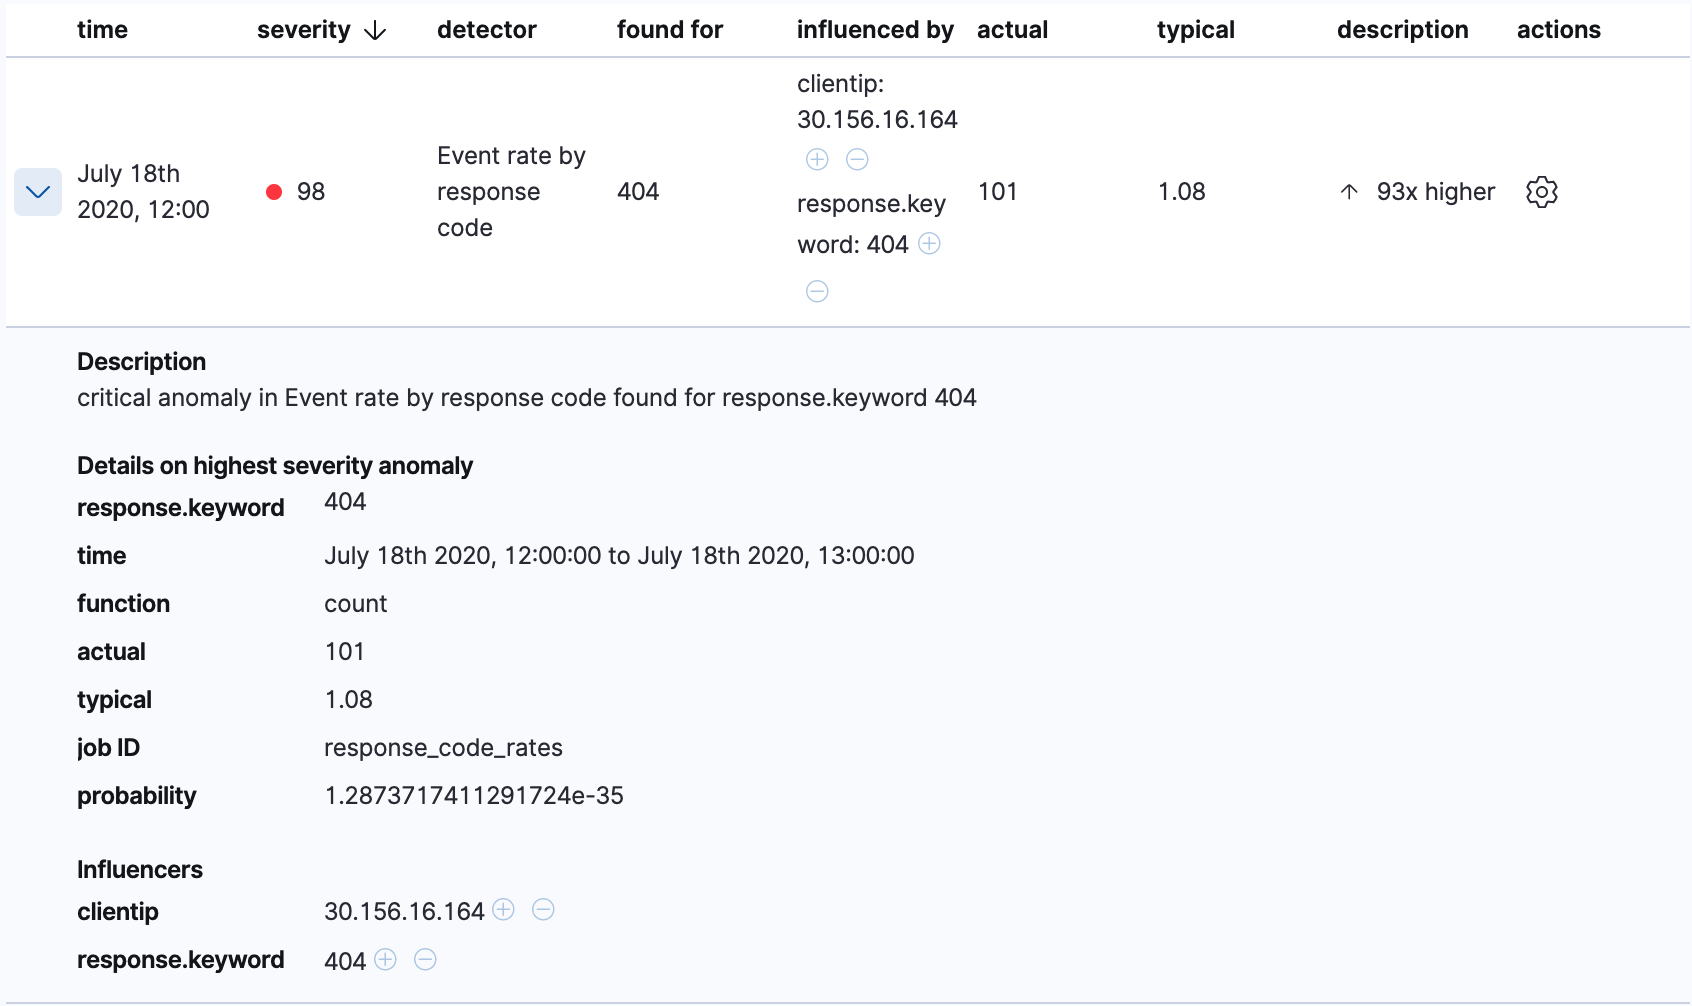 time severity detector found for influenced by actual typical description actions
clientip:
30.156.16.164
July 18th
2020, 12:00
98
Event rate by
response
code
404
response.key
word: 404
101
1.08
93x higher
Description
critical anomaly in Event rate by response code found for response.keyword 404
Details on highest severity anomaly
response.keyword 404
time July 18th 2020, 12:00:00 to July 18th 2020, 13:00:00
function count
actual 101
typical 1.08
job ID response_code_rates
probability 1.2873717411291724e-35
Influencers
clientip 30.156.16.164
response.keyword 404